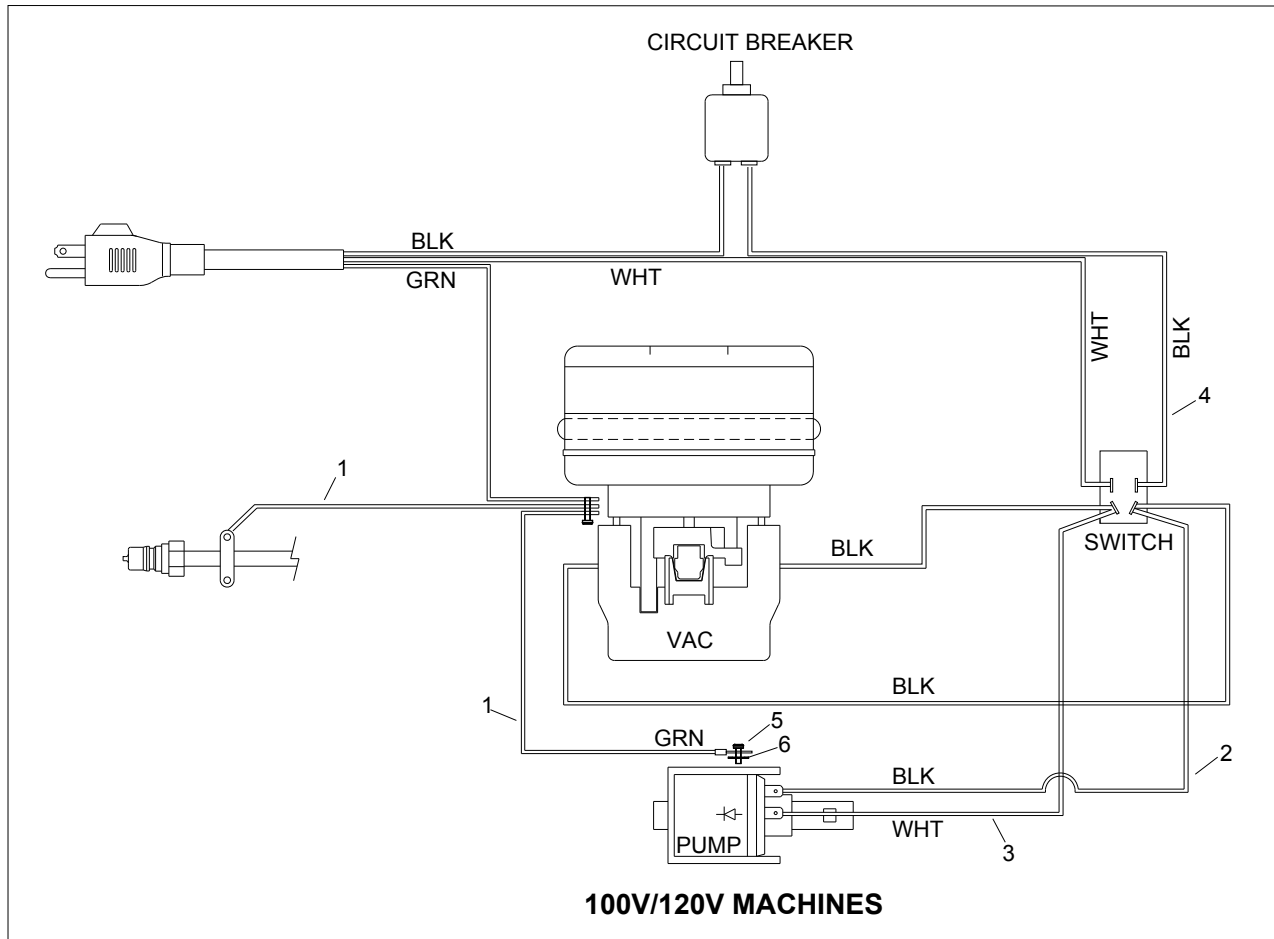 CIRCUIT BREAKER
BLK
GRN
WHT
WHT
BLK
4
1
SWITCH
BLK
VAC
BLK
1
5
GRN
6
BLK
2
WHT
3
PUMP
100V/120V MACHINES